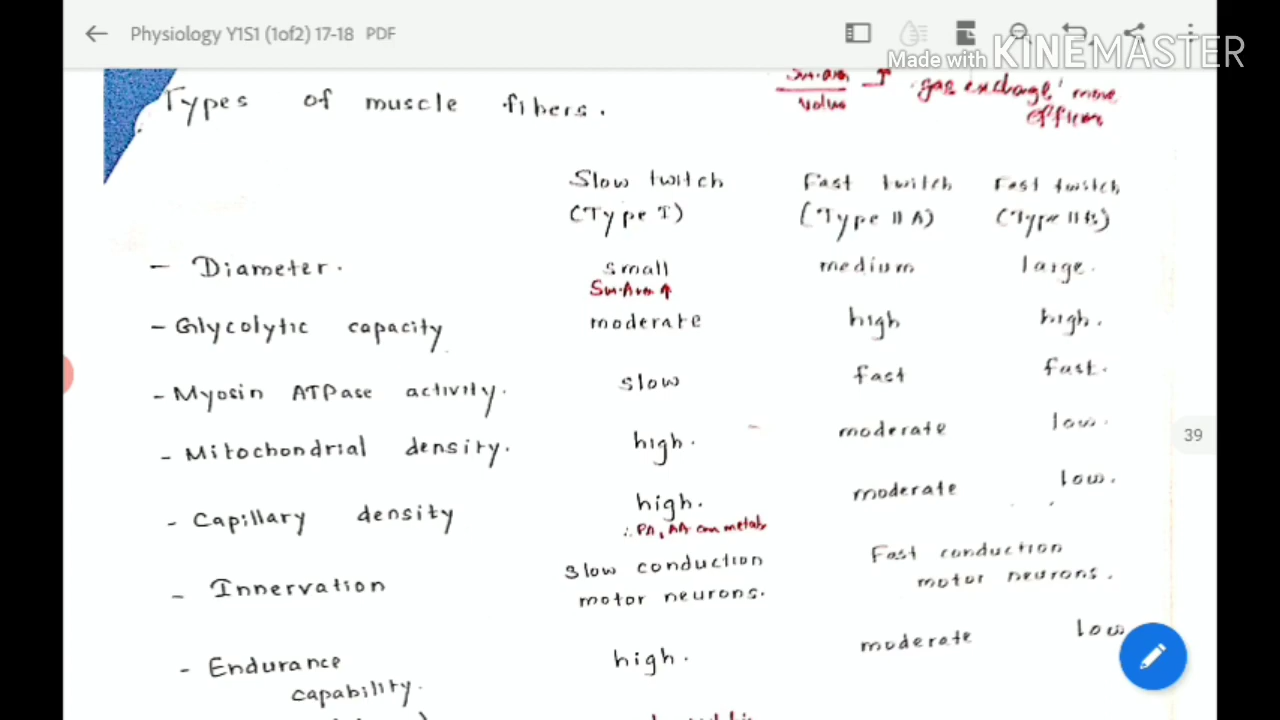 Physiology Y1S1 (1of2) 17-18 PDF
Made with KINEMASTER
Types of muscle fibers.
gas exchange
Slow twitch Fast twitch Fast twitch
(Type I) (Type II A) (Type II B)
- Diameter. small medium large.
Sur.Area ↑
- Glycolytic capacity moderate high high.
- Myosin ATPase activity. slow fast fast.
- Mitochondrial density. high. moderate low.
39
- Capillary density high. moderate low.
- Innervation Slow conduction Fast conduction
motor neurons. motor neurons.
- Endurance high. moderate low
capability.